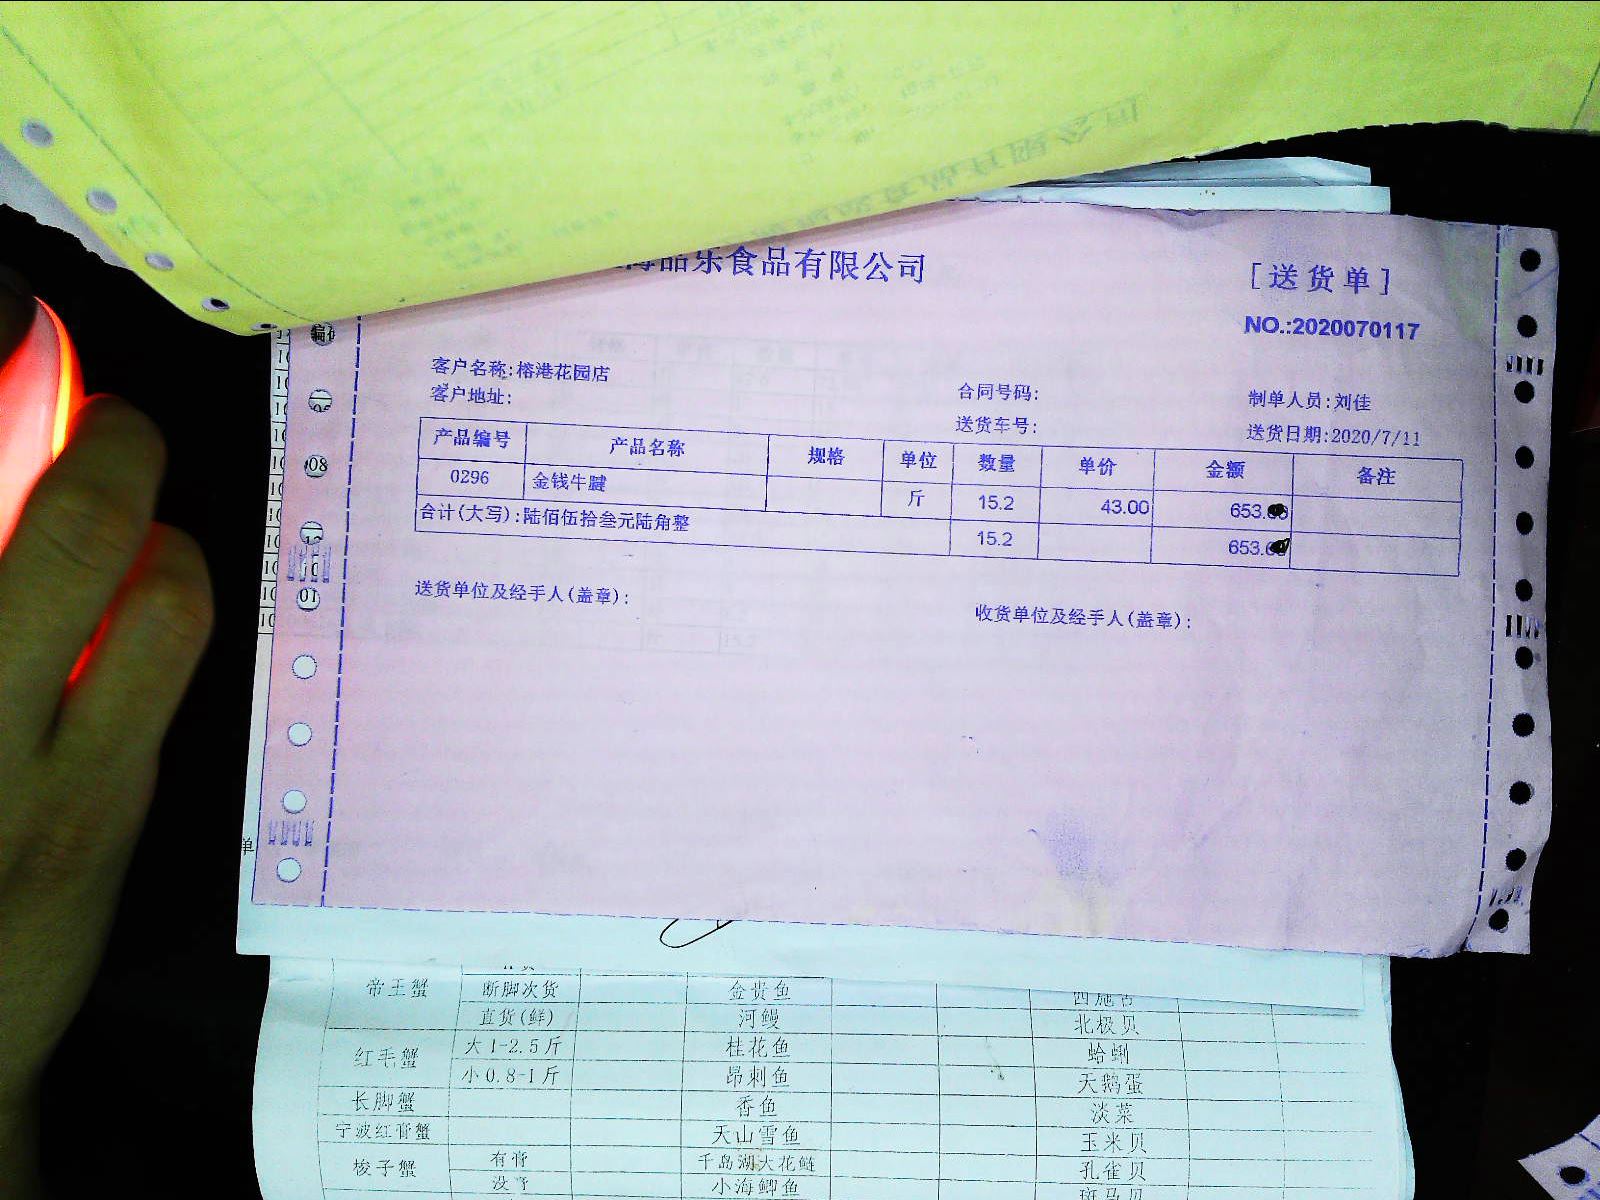 品乐食品有限公司
[送货单]
NO.:2020070117
客户名称:榕港花园店
客户地址:
合同号码:
送货车号:
制单人员:刘佳
送货日期:2020/7/11
产品编号 产品名称 规格 单位 数量 单价 金额 备注
0296 金钱牛腱 斤 15.2 43.00 653.
合计(大写):陆佰伍拾叁元陆角整 15.2 653.
送货单位及经手人(盖章):
收货单位及经手人(盖章):
帝王蟹 断脚次货 金贵鱼
直货(鲜) 河鳗 北极贝
红毛蟹 大1-2.5斤 桂花鱼 蛤蜊
小0.8-1斤 昂刺鱼 天鹅蛋
长脚蟹 香鱼 淡菜
宁波红膏蟹 天山雪鱼 玉米贝
梭子蟹 有膏 千岛湖大花鲢 孔雀贝
小海鲫鱼 斑马贝